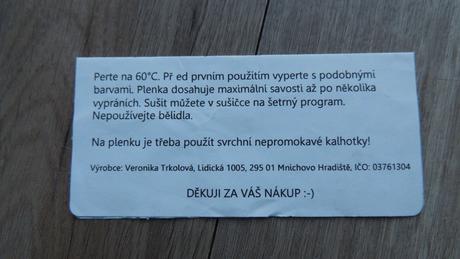 Perte na 60°C. Př ed prvním použitím vyperte s podobnými
barvami. Plenka dosahuje maximální savosti až po několika
vypráních. Sušit můžete v sušičce na šetrný program.
Nepoužívejte bělidla.
Na plenku je třeba použít svrchní nepromokavé kalhotky!
Výrobce: Veronika Trkolová, Lidická 1005, 295 01 Mnichovo Hradiště, IČO: 03761304
DĚKUJI ZA VÁŠ NÁKUP :-)